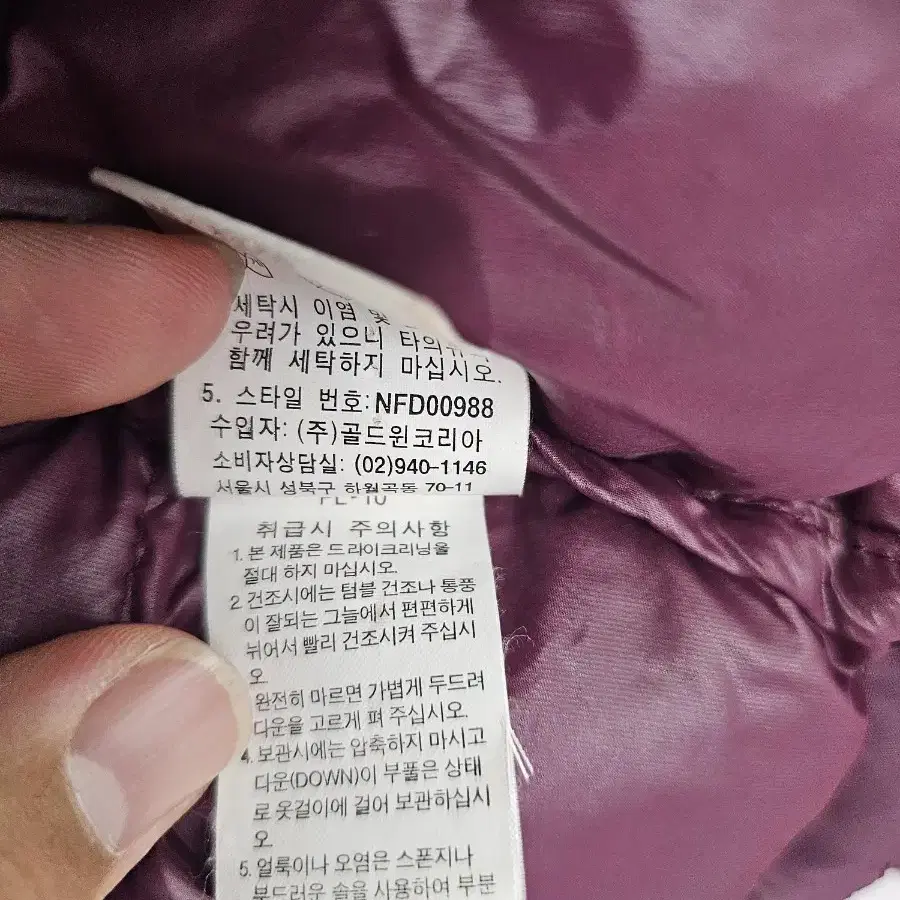 세탁시 이염 및
우려가 있으니 타의류와
함께 세탁하지 마십시오.
5. 스타일 번호: NFD00988
수입자: (주)골드윈코리아
소비자상담실: (02)940-1146
서울시 성북구 하월곡동 70-11
취급시 주의사항
1. 본 제품은 드라이크리닝을
절대 하지 마십시오.
2. 건조시에는 텀블 건조나 통풍
이 잘되는 그늘에서 편편하게
뉘어서 빨리 건조시켜 주십시
오.
완전히 마르면 가볍게 두드려
다운을 고르게 펴 주십시오.
4. 보관시에는 압축하지 마시고
다운(DOWN)이 부풀은 상태
로 옷걸이에 걸어 보관하십시
오.
5. 얼룩이나 오염은 스폰지나
부드러운 솔을 사용하여 부분